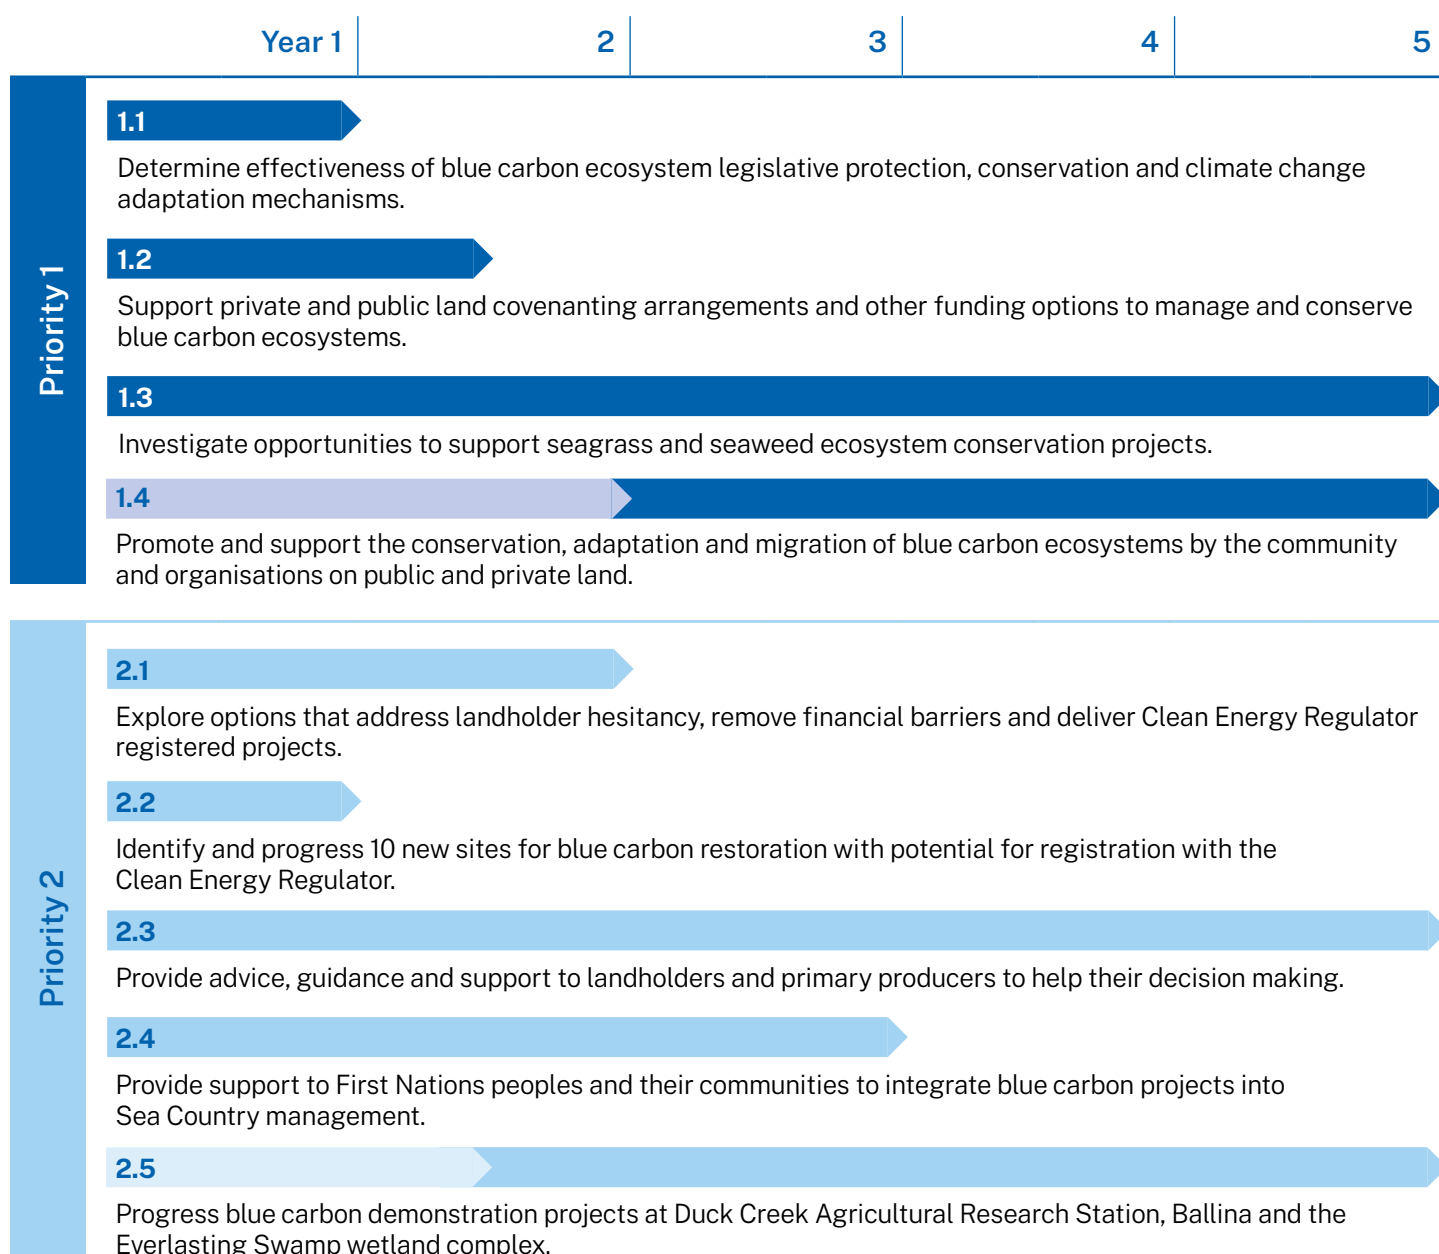 Year 1 2 3 4 5
Priority 1
1.1
Determine effectiveness of blue carbon ecosystem legislative protection, conservation and climate change
adaptation mechanisms.
1.2
Support private and public land covenanting arrangements and other funding options to manage and conserve
blue carbon ecosystems.
1.3
Investigate opportunities to support seagrass and seaweed ecosystem conservation projects.
1.4
Promote and support the conservation, adaptation and migration of blue carbon ecosystems by the community
and organisations on public and private land.
Priority 2
2.1
Explore options that address landholder hesitancy, remove financial barriers and deliver Clean Energy Regulator
registered projects.
2.2
Identify and progress 10 new sites for blue carbon restoration with potential for registration with the
Clean Energy Regulator.
2.3
Provide advice, guidance and support to landholders and primary producers to help their decision making.
2.4
Provide support to First Nations peoples and their communities to integrate blue carbon projects into
Sea Country management.
2.5
Progress blue carbon demonstration projects at Duck Creek Agricultural Research Station, Ballina and the
Everlasting Swamp wetland complex.